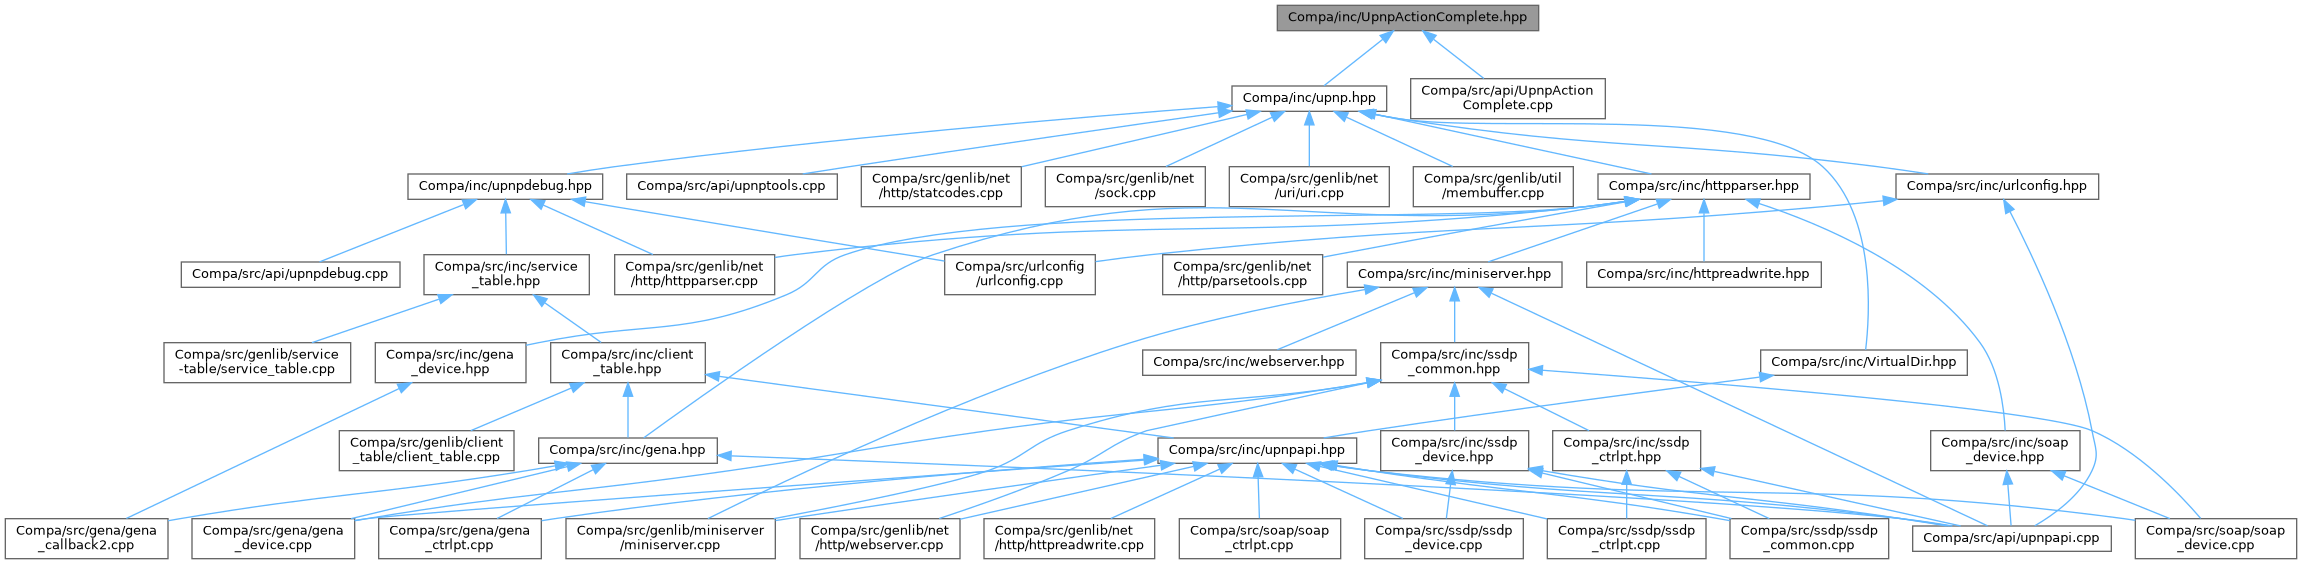 Compa/inc/UpnpActionComplete.hpp
Compa/inc/upnp.hpp
Compa/src/api/UpnpAction
Complete.cpp
Compa/inc/upnpdebug.hpp
Compa/src/api/upnptools.cpp
Compa/src/genlib/net
/http/statcodes.cpp
Compa/src/genlib/net
/sock.cpp
Compa/src/genlib/net
/uri/uri.cpp
Compa/src/genlib/util
/membuffer.cpp
Compa/src/inc/httpparser.hpp
Compa/src/inc/urlconfig.hpp
Compa/src/api/upnpdebug.cpp
Compa/src/inc/service
_table.hpp
Compa/src/genlib/net
/http/httpparser.cpp
Compa/src/urlconfig
/urlconfig.cpp
Compa/src/genlib/net
/http/parsetools.cpp
Compa/src/inc/miniserver.hpp
Compa/src/inc/httpreadwrite.hpp
Compa/src/genlib/service
-table/service_table.cpp
Compa/src/inc/gena
_device.hpp
Compa/src/inc/client
_table.hpp
Compa/src/inc/webserver.hpp
Compa/src/inc/ssdp
_common.hpp
Compa/src/inc/VirtualDir.hpp
Compa/src/genlib/client
_table/client_table.cpp
Compa/src/inc/gena.hpp
Compa/src/inc/upnpapi.hpp
Compa/src/inc/ssdp
_device.hpp
Compa/src/inc/ssdp
_ctrlpt.hpp
Compa/src/inc/soap
_device.hpp
Compa/src/gena/gena
_callback2.cpp
Compa/src/gena/gena
_device.cpp
Compa/src/gena/gena
_ctrlpt.cpp
Compa/src/genlib/miniserver
/miniserver.cpp
Compa/src/genlib/net
/http/webserver.cpp
Compa/src/genlib/net
/http/httpreadwrite.cpp
Compa/src/soap/soap
_ctrlpt.cpp
Compa/src/ssdp/ssdp
_device.cpp
Compa/src/ssdp/ssdp
_ctrlpt.cpp
Compa/src/ssdp/ssdp
_common.cpp
Compa/src/api/upnpapi.cpp
Compa/src/soap/soap
_device.cpp